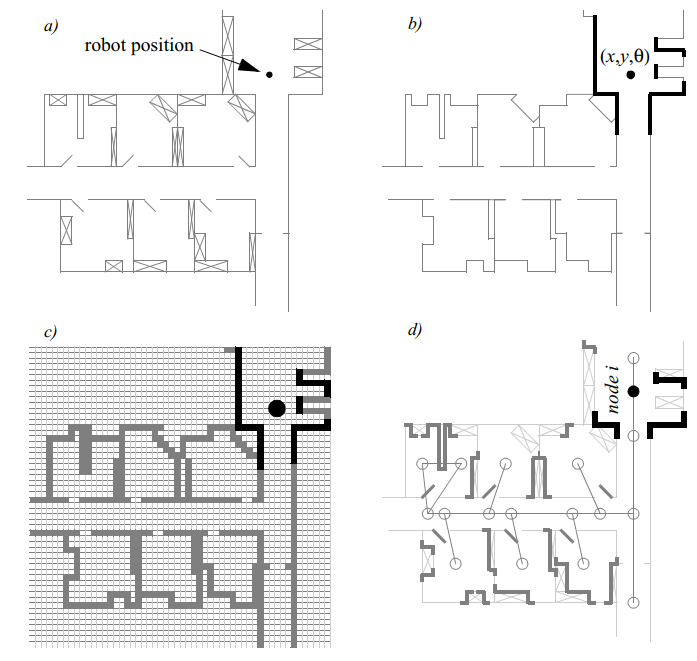 a)
robot position
b)
(x,y,θ)
c)
d)
node i